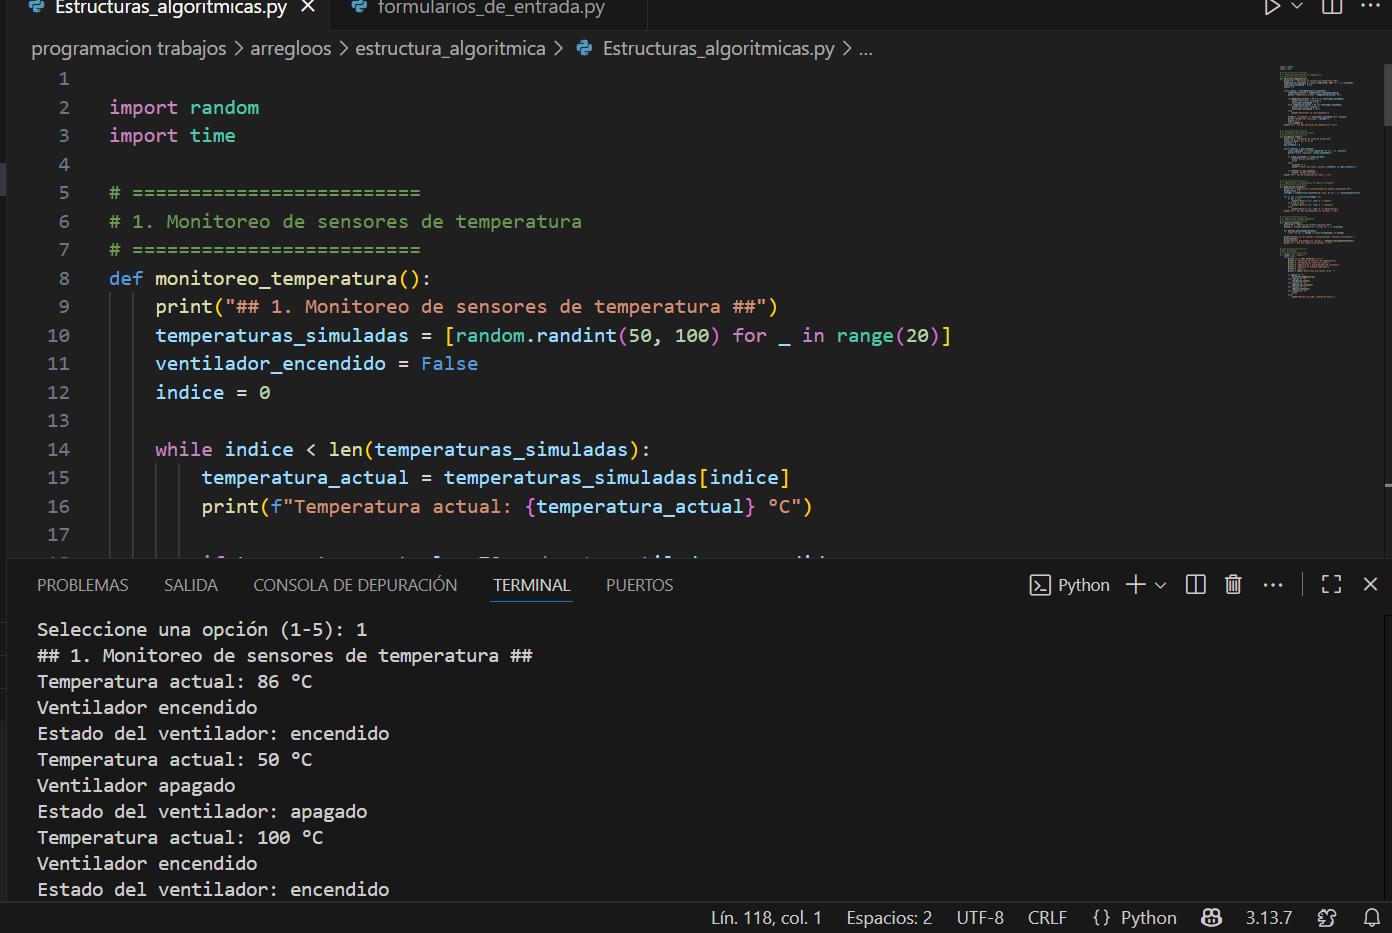 Estructuras_algoritmicas.py
formularios_de_entrada.py
programacion trabajos > arregloos > estructura_algoritmica > Estructuras_algoritmicas.py > ...
1
2 import random
3 import time
4
5 # =========================
6 # 1. Monitoreo de sensores de temperatura
7 # =========================
8 def monitoreo_temperatura():
9 print("## 1. Monitoreo de sensores de temperatura ##")
10 temperaturas_simuladas = [random.randint(50, 100) for _ in range(20)]
11 ventilador_encendido = False
12 indice = 0
13
14 while indice < len(temperaturas_simuladas):
15 temperatura_actual = temperaturas_simuladas[indice]
16 print(f"Temperatura actual: {temperatura_actual} °C")
17
PROBLEMAS SALIDA CONSOLA DE DEPURACIÓN TERMINAL PUERTOS Python
Seleccione una opción (1-5): 1
## 1. Monitoreo de sensores de temperatura ##
Temperatura actual: 86 °C
Ventilador encendido
Estado del ventilador: encendido
Temperatura actual: 50 °C
Ventilador apagado
Estado del ventilador: apagado
Temperatura actual: 100 °C
Ventilador encendido
Estado del ventilador: encendido
Lín. 118, col. 1 Espacios: 2 UTF-8 CRLF {} Python 3.13.7